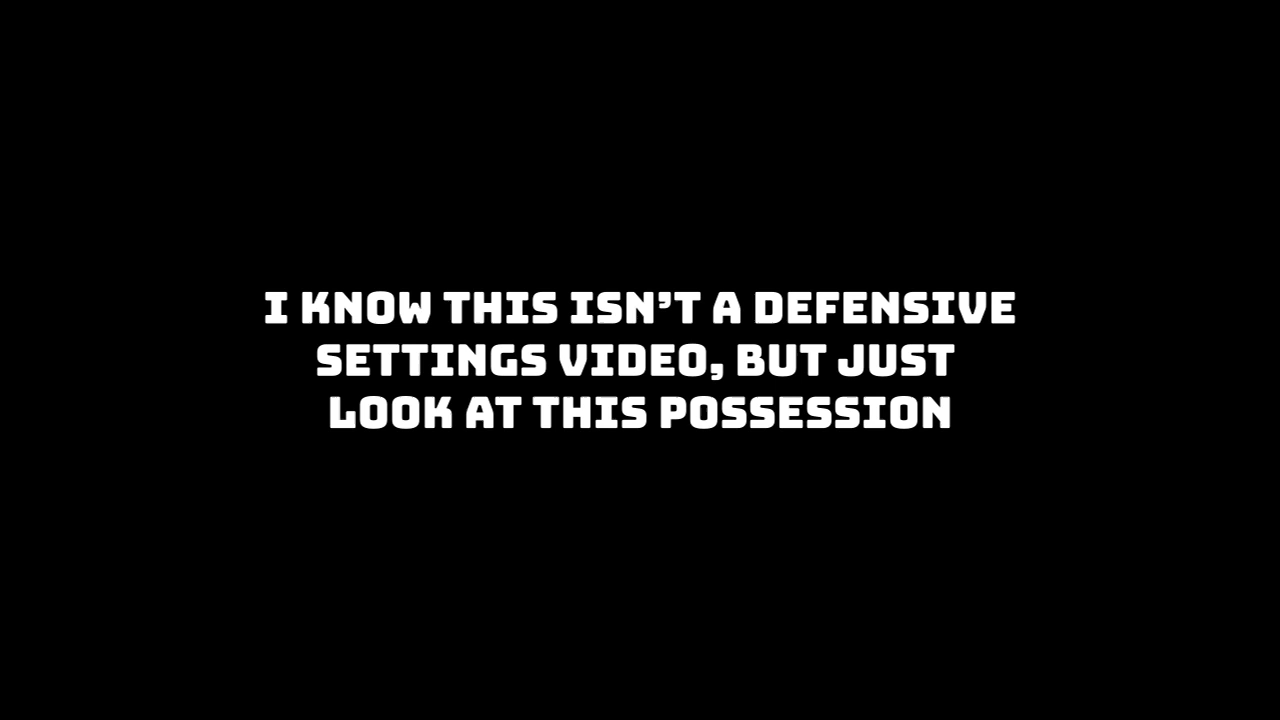 I KNOW THIS ISN’T A DEFENSIVE
SETTINGS VIDEO, BUT JUST
LOOK AT THIS POSSESSION